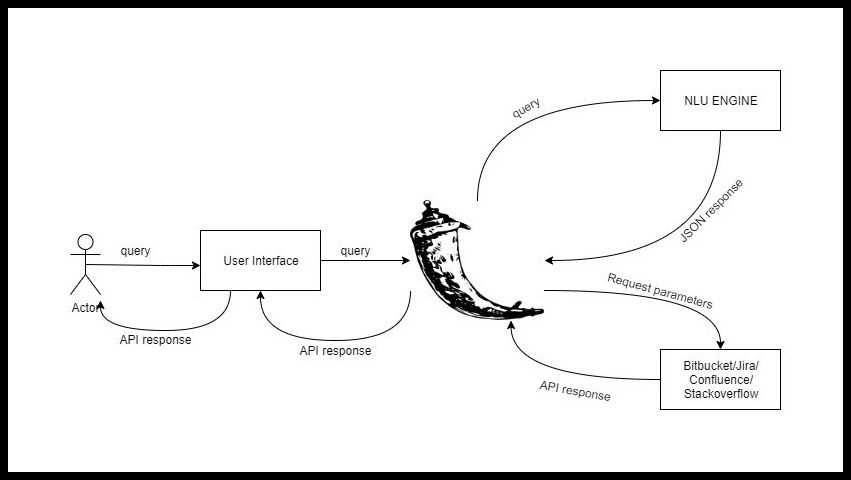 query
NLU ENGINE
JSON response
query
User Interface
query
Actor
API response
API response
Request parameters
Bitbucket/Jira/
Confluence/
Stackoverflow
API response